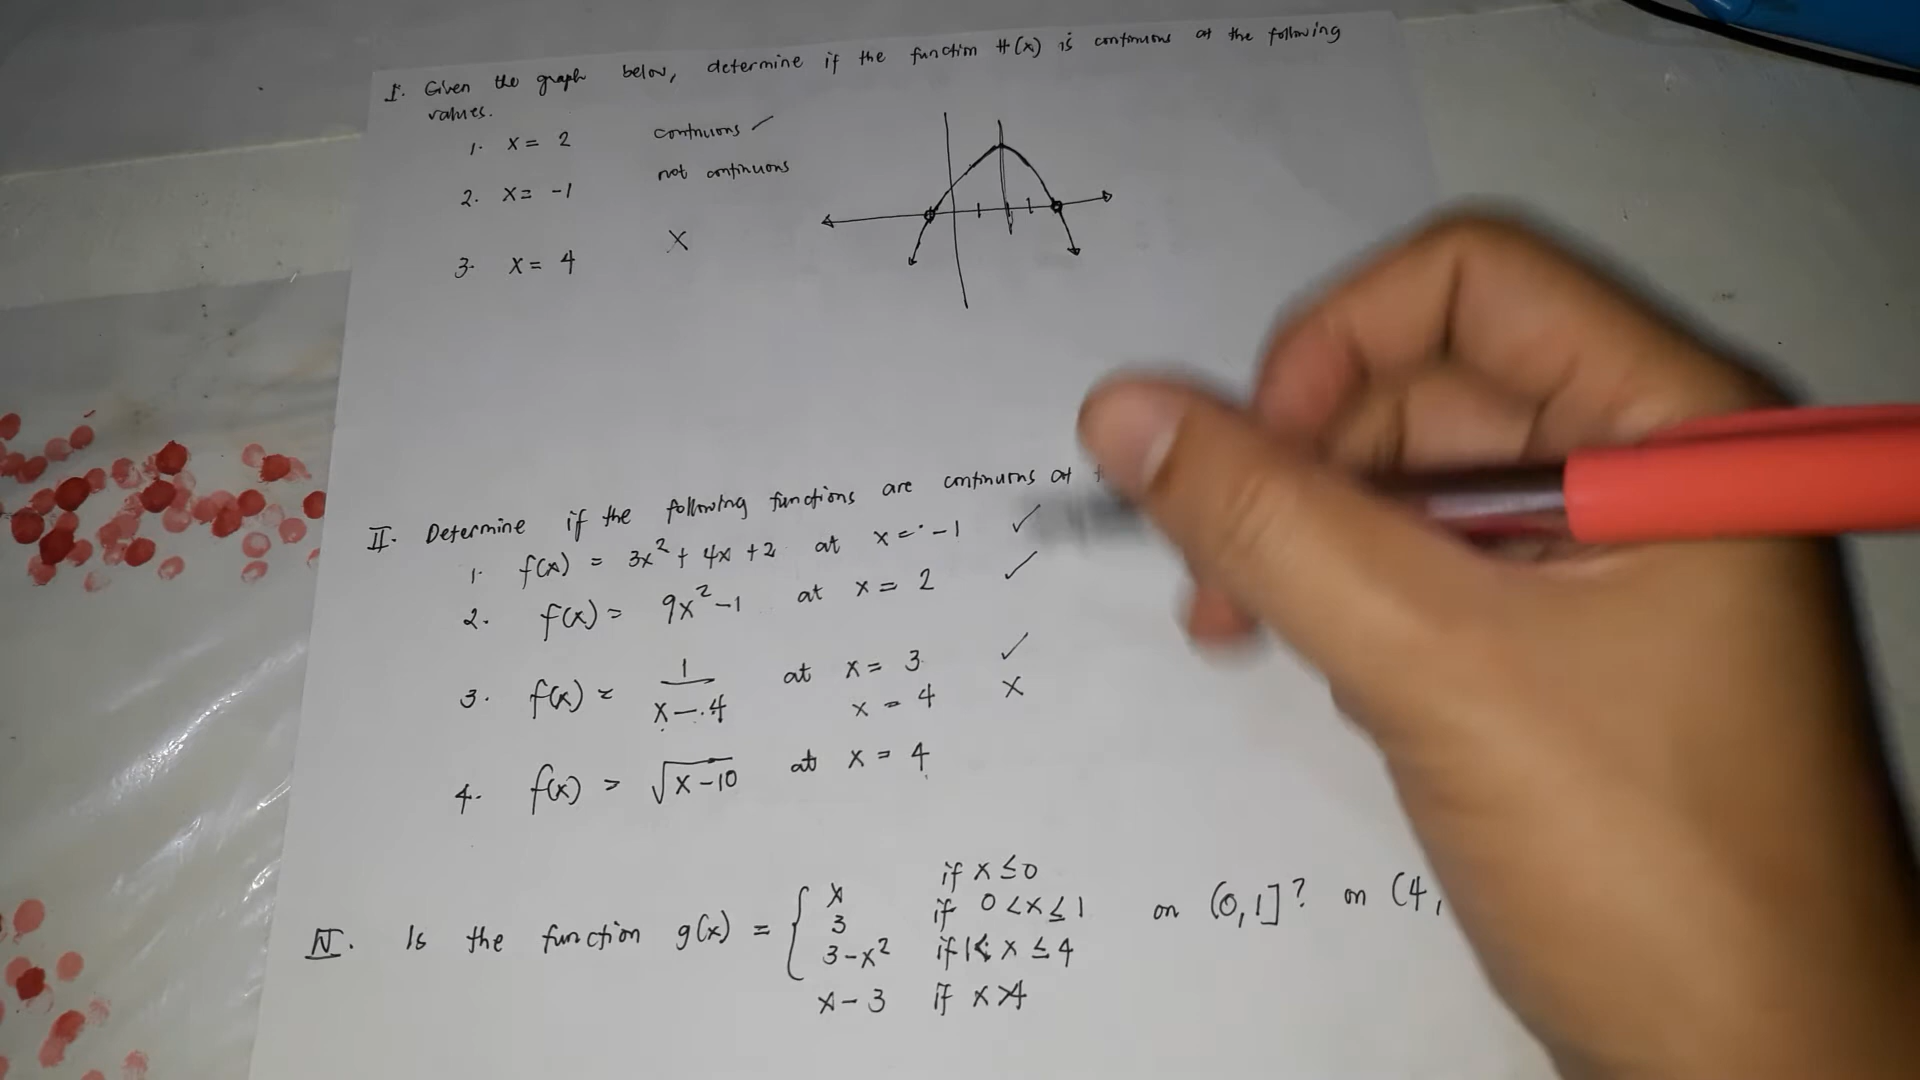 I. Given the graph below, determine if the function H(x) is continuous at the following
values.
1. x = 2 continuous ✓
2. x = -1 not continuous
3. x = 4 X
II. Determine if the following functions are continuous at
1. f(x) = 3x² + 4x + 2 at x = -1 ✓
2. f(x) = 9x² - 1 at x = 2 ✓
3. f(x) = 1/(x - 4) at x = 3 ✓
x = 4 X
4. f(x) = √(x-10) at x = 4
IV. Is the function g(x) = { x if x ≤ 0
3 if 0 < x ≤ 1 on (0,1]? on (4,
3 - x² if 1 < x ≤ 4
x - 3 if x > 4